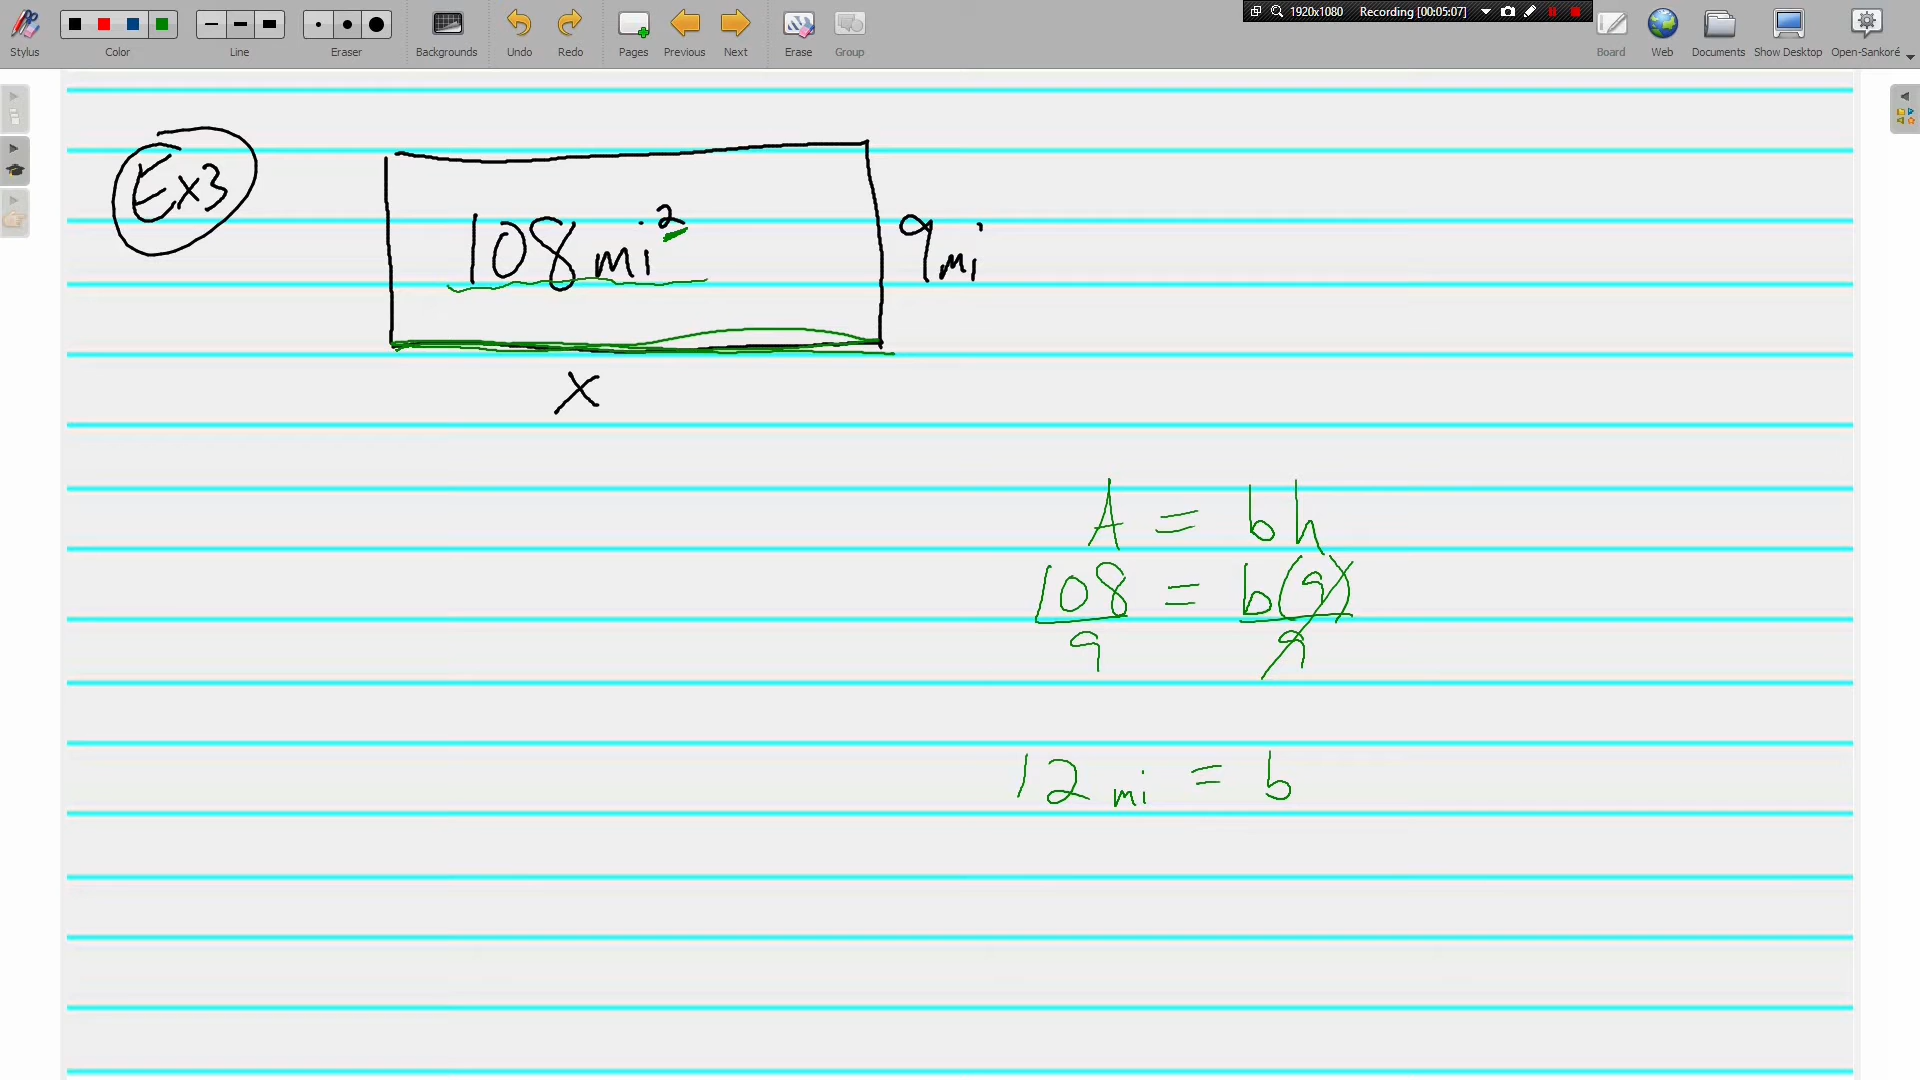 1920x1080 Recording [00:05:07]
Stylus Color Line Eraser Backgrounds Undo Redo Pages Previous Next Erase Group Board Web Documents Show Desktop Open-Sankoré
Ex3
108 mi²
9 mi
x
A = bh
108 = b(9)
9 9
12 mi = b